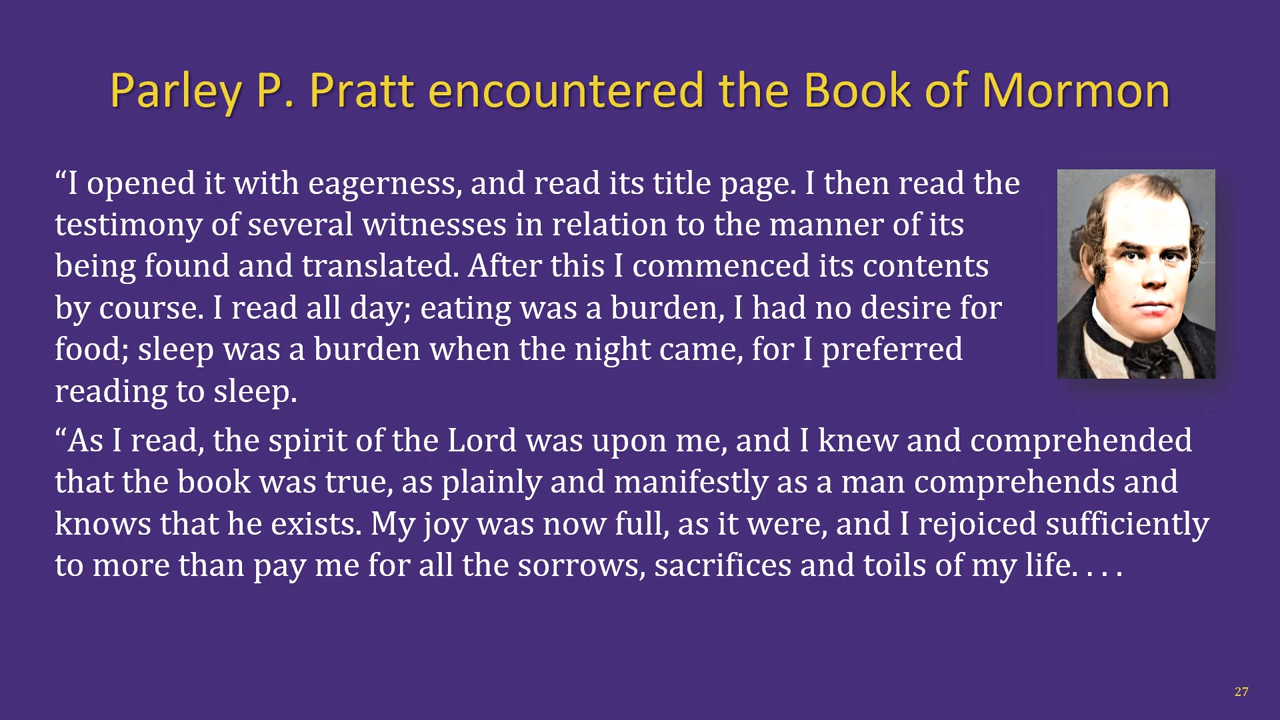 Parley P. Pratt encountered the Book of Mormon
“I opened it with eagerness, and read its title page. I then read the
testimony of several witnesses in relation to the manner of its
being found and translated. After this I commenced its contents
by course. I read all day; eating was a burden, I had no desire for
food; sleep was a burden when the night came, for I preferred
reading to sleep.
“As I read, the spirit of the Lord was upon me, and I knew and comprehended
that the book was true, as plainly and manifestly as a man comprehends and
knows that he exists. My joy was now full, as it were, and I rejoiced sufficiently
to more than pay me for all the sorrows, sacrifices and toils of my life. . . .
27